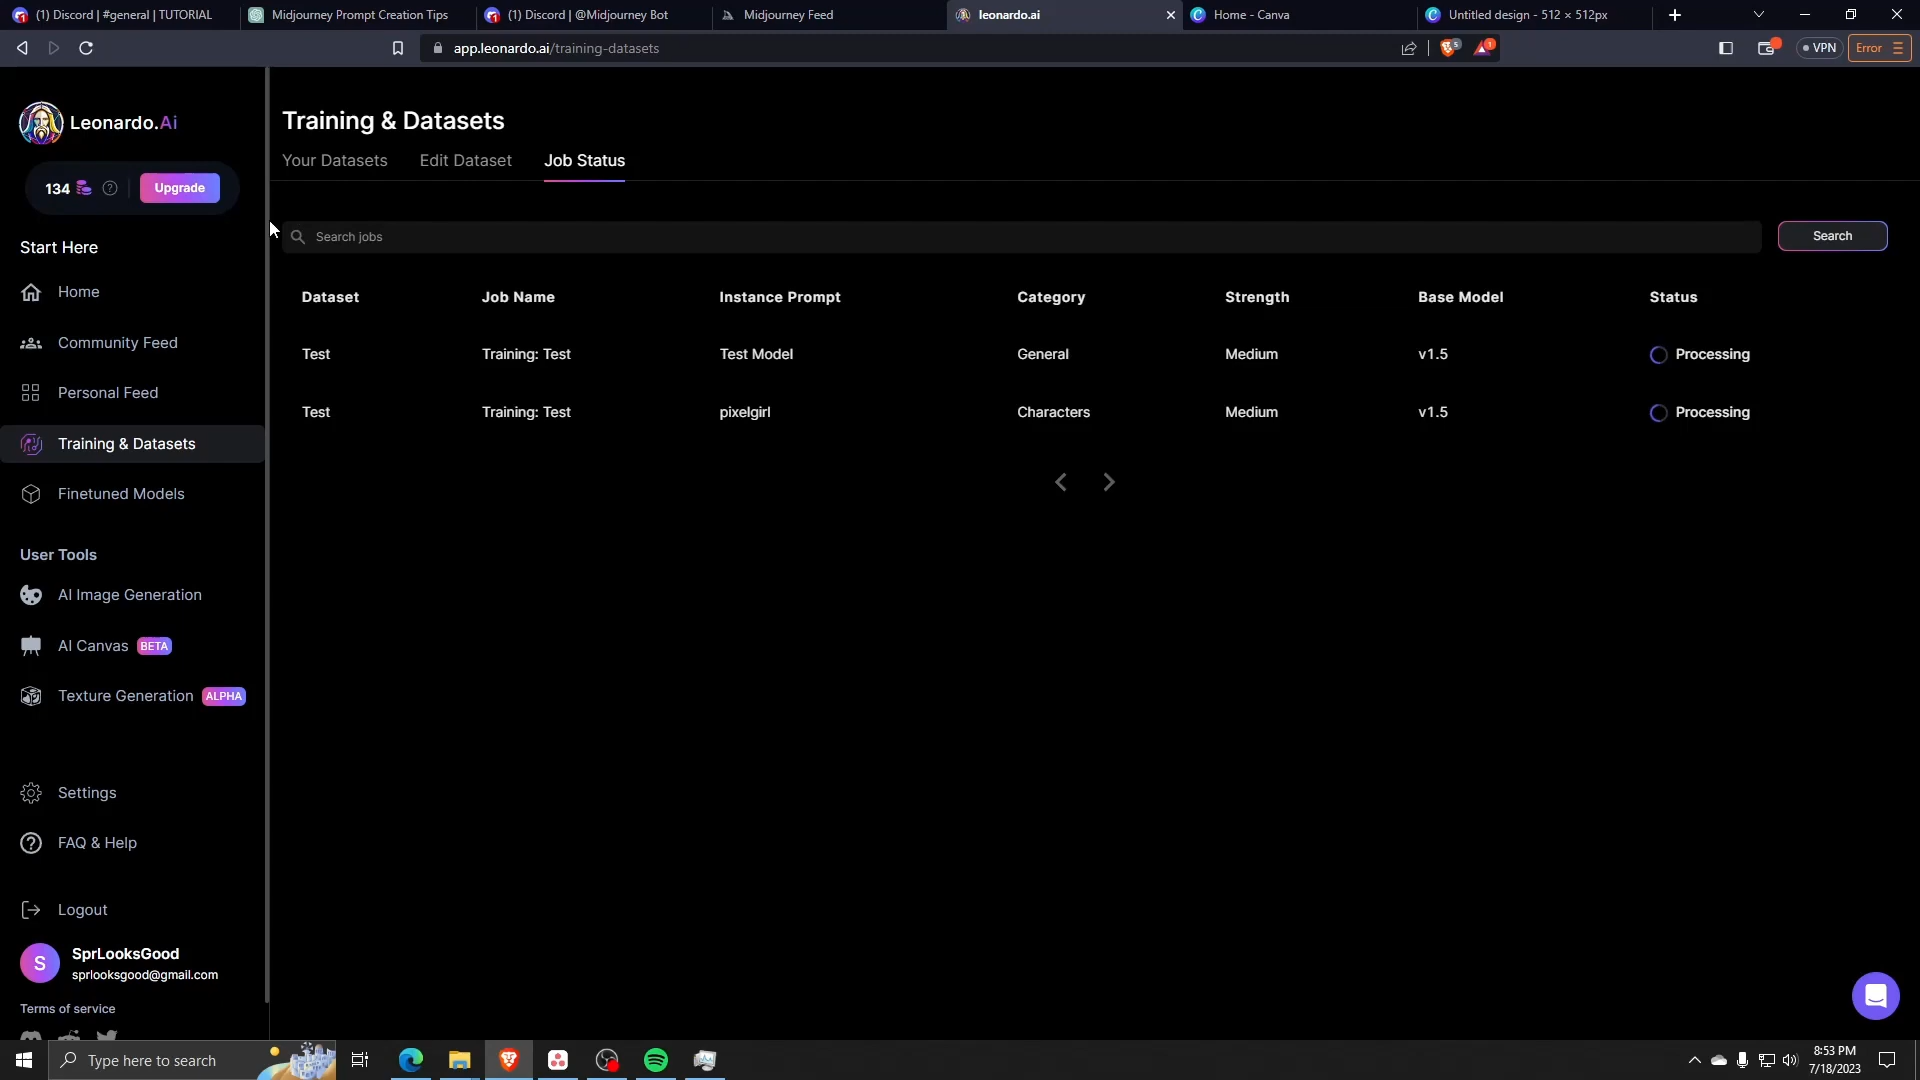 (1) Discord | #general | TUTORIAL
Midjourney Prompt Creation Tips
(1) Discord | @Midjourney Bot
Midjourney Feed
leonardo.ai
Home - Canva
Untitled design - 512 × 512px
app.leonardo.ai/training-datasets
5
1
VPN
Error
Leonardo.Ai
134
Upgrade
Start Here
Home
Community Feed
Personal Feed
Training & Datasets
Finetuned Models
User Tools
AI Image Generation
AI Canvas BETA
Texture Generation ALPHA
Settings
FAQ & Help
Logout
S
SprLooksGood
sprlooksgood@gmail.com
Terms of service
Training & Datasets
Your Datasets Edit Dataset Job Status
Search jobs
Search
Dataset Job Name Instance Prompt Category Strength Base Model Status
Test Training: Test Test Model General Medium v1.5 Processing
Test Training: Test pixelgirl Characters Medium v1.5 Processing
Type here to search
8:53 PM
7/18/2023